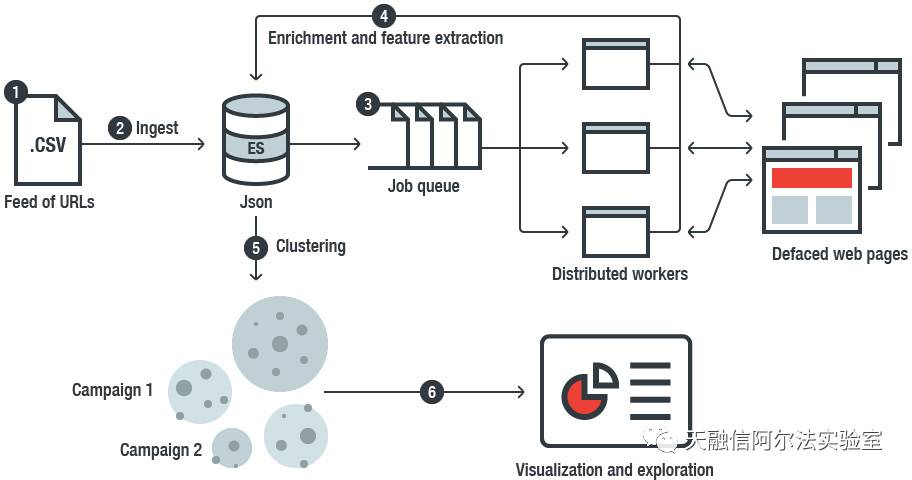 4
Enrichment and feature extraction
1
.CSV
2 Ingest
Feed of URLs
ES
Json
3
Job queue
Distributed workers
Defaced web pages
5 Clustering
Campaign 1
Campaign 2
6
天融信阿尔法实验室
Visualization and exploration